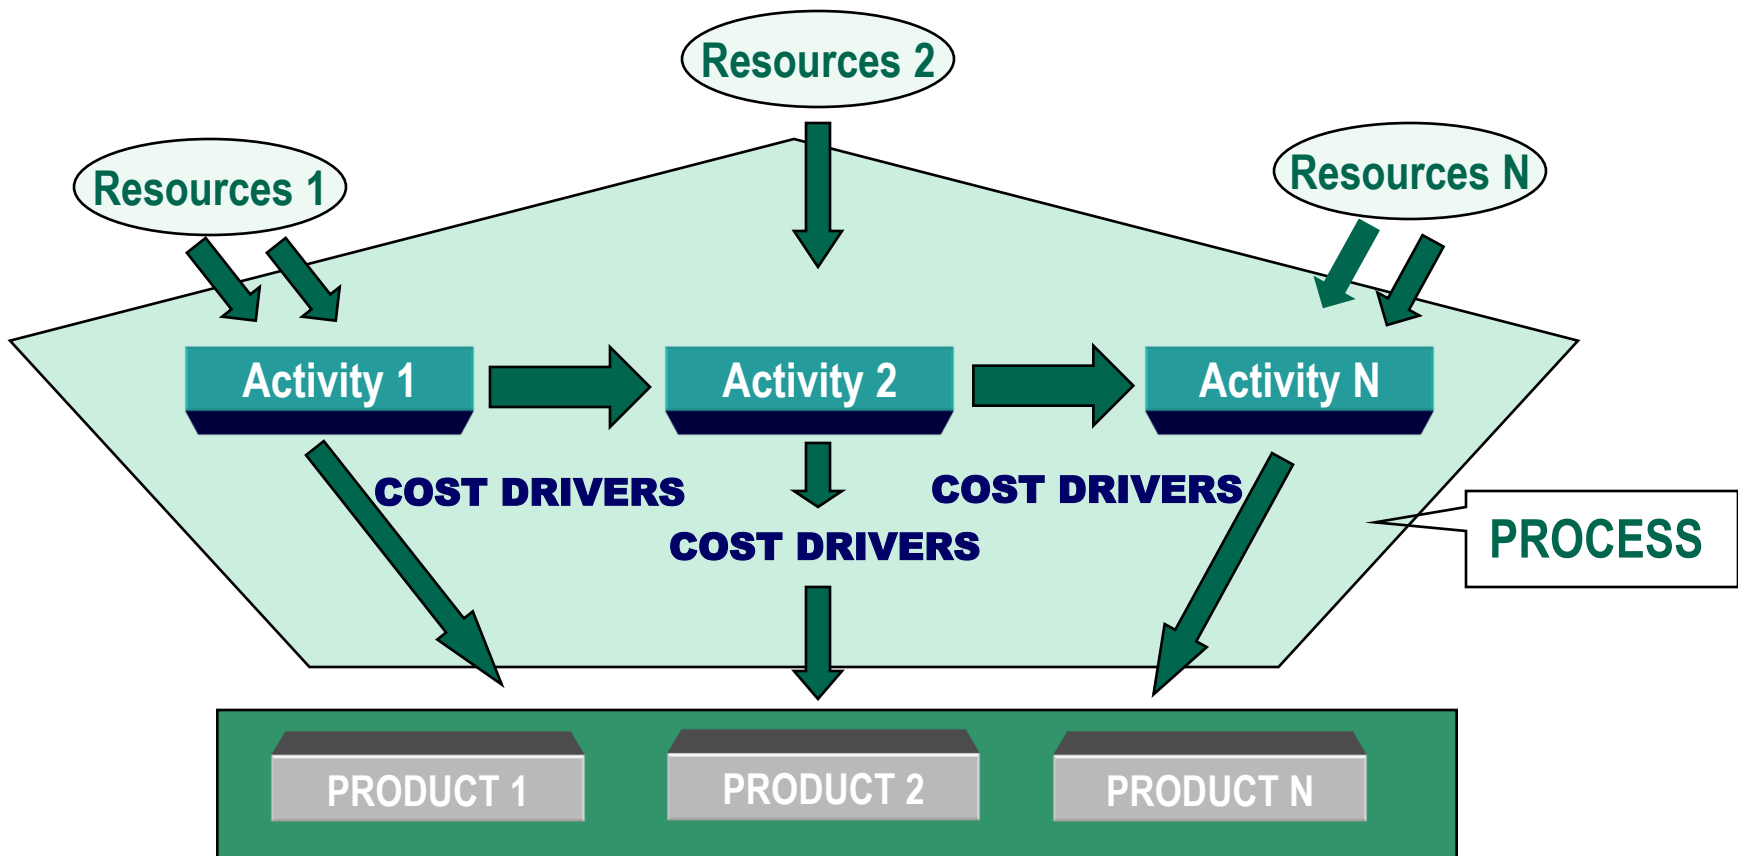 Resources 2
Resources 1
Resources N
Activity 1
Activity 2
Activity N
COST DRIVERS
COST DRIVERS
COST DRIVERS
PROCESS
PRODUCT 1
PRODUCT 2
PRODUCT N